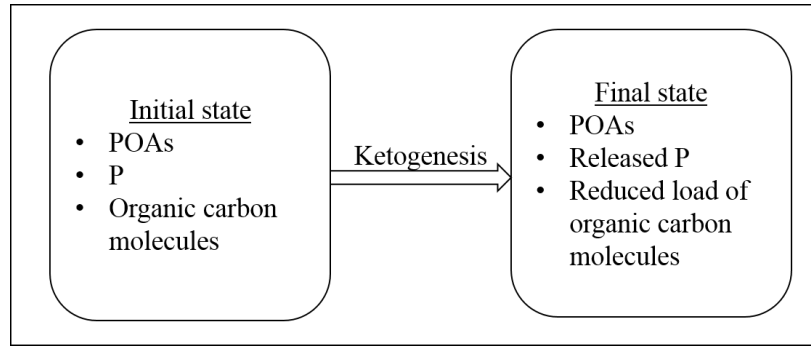 Initial state
• POAs
• P
• Organic carbon
molecules
Ketogenesis
Final state
• POAs
• Released P
• Reduced load of
organic carbon
molecules